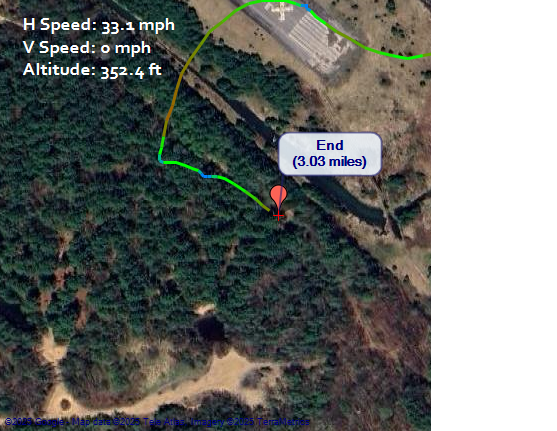 H Speed: 33.1 mph
V Speed: 0 mph
Altitude: 352.4 ft
End
(3.03 miles)